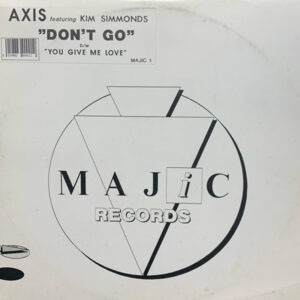 AXIS featuring KIM SIMMONDS
"DON'T GO"
b/w
"YOU GIVE ME LOVE"
MAJIC 1
MAJiC
RECORDS